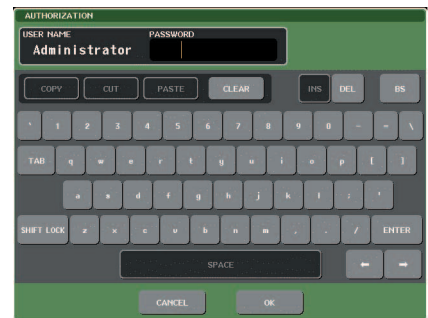 AUTHORIZATION
USER NAME PASSWORD
Administrator
COPY CUT PASTE CLEAR INS DEL BS
` 1 2 3 4 5 6 7 8 9 0 - = \
TAB q w e r t y u i o p [ ]
a s d f g h j k l ; '
SHIFT LOCK z x c v b n m , . / ENTER
SPACE ← →
CANCEL OK